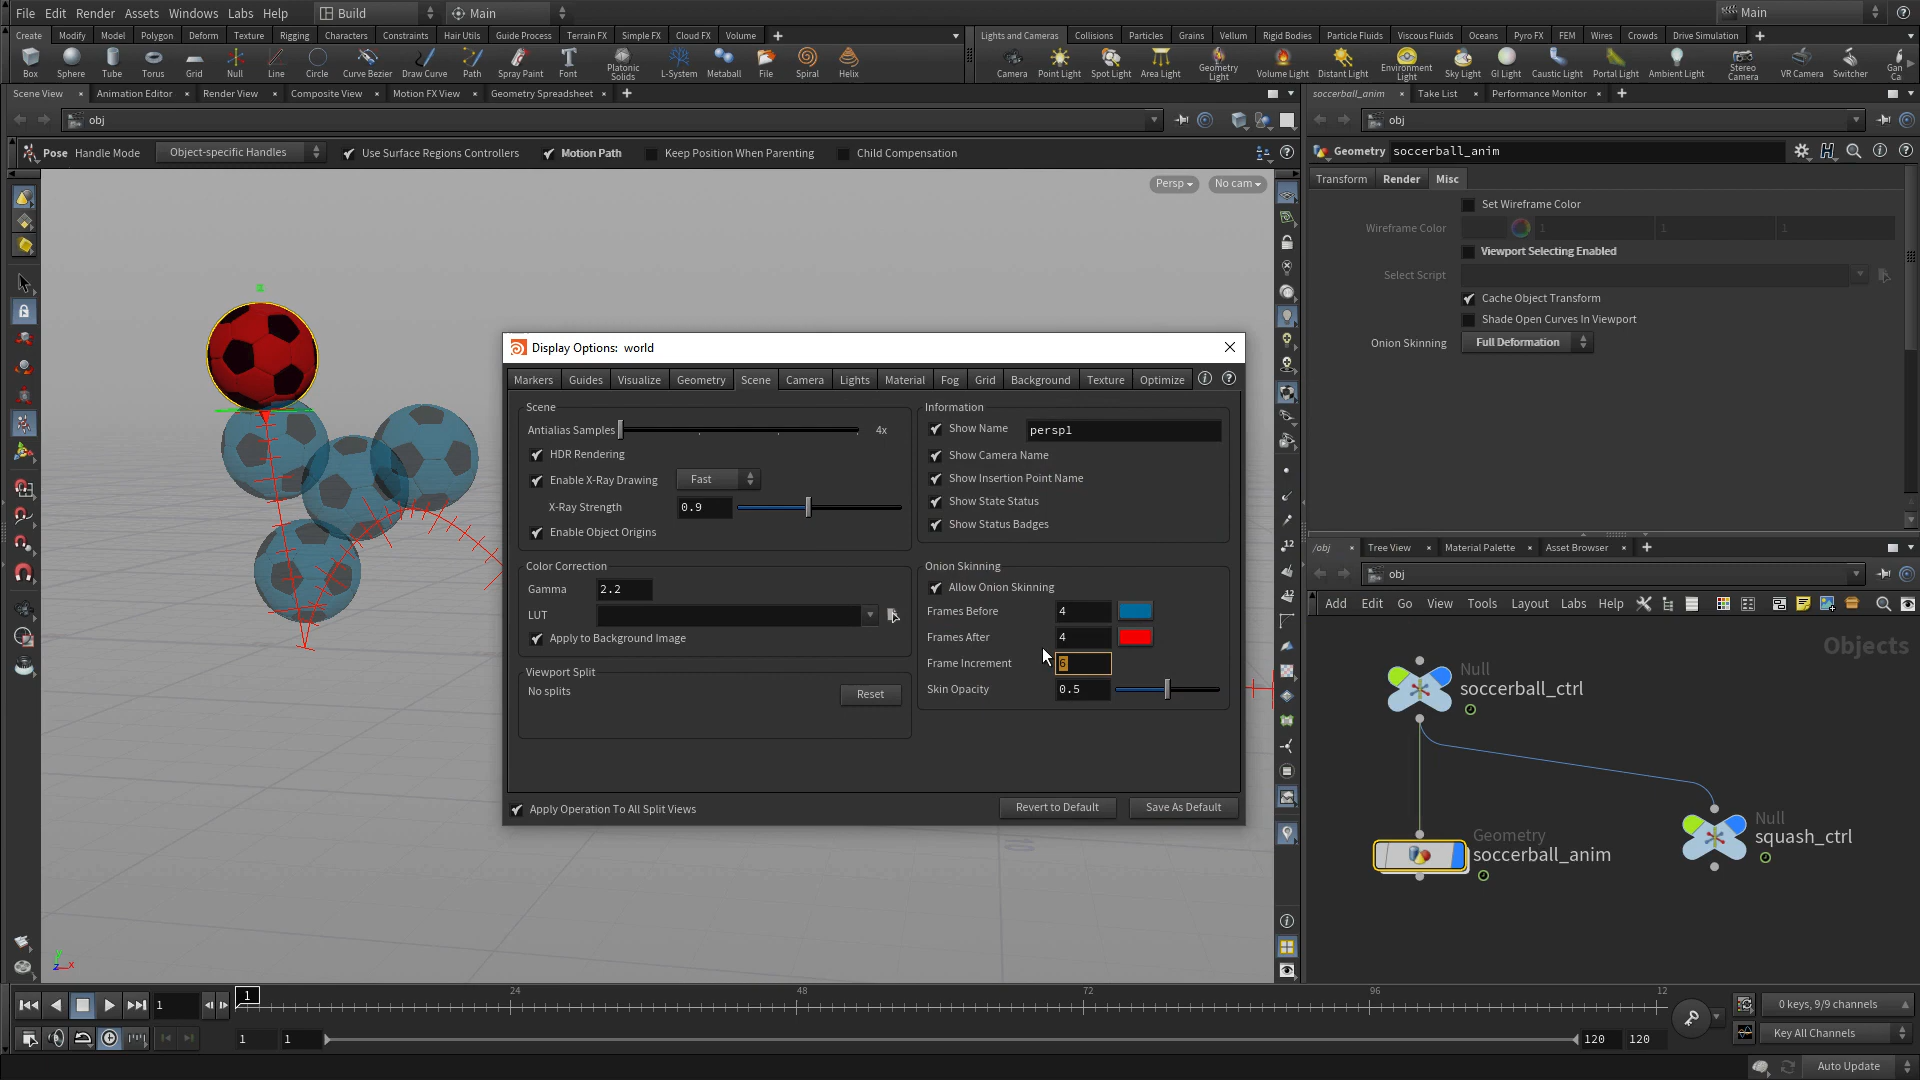 File Edit Render Assets Windows Labs Help Build Main Main
Create Modify Model Polygon Deform Texture Rigging Characters Constraints Hair Utils Guide Process Terrain FX Simple FX Cloud FX Volume
Lights and Cameras Collisions Particles Grains Vellum Rigid Bodies Particle Fluids Viscous Fluids Oceans Pyro FX FEM Wires Crowds Drive Simulation
Box Sphere Tube Torus Grid Null Line Circle Curve Bezier Draw Curve Path Spray Paint Font Platonic Solids L-System Metaball File Spiral Helix
Camera Point Light Spot Light Area Light Geometry Light Volume Light Distant Light Environment Light Sky Light GI Light Caustic Light Portal Light Ambient Light Stereo Camera VR Camera Switcher Gan Ca
Scene View Animation Editor Render View Composite View Motion FX View Geometry Spreadsheet
soccerball_anim Take List Performance Monitor
obj
obj
Pose Handle Mode Object-specific Handles Use Surface Regions Controllers Motion Path Keep Position When Parenting Child Compensation
Geometry soccerball_anim
Persp No cam
Transform Render Misc
Set Wireframe Color
Wireframe Color 1 1 1
Viewport Selecting Enabled
Select Script
Cache Object Transform
Shade Open Curves In Viewport
Onion Skinning Full Deformation
Display Options: world
Markers Guides Visualize Geometry Scene Camera Lights Material Fog Grid Background Texture Optimize
Scene
Antialias Samples 4x
HDR Rendering
Enable X-Ray Drawing Fast
X-Ray Strength 0.9
Enable Object Origins
Information
Show Name persp1
Show Camera Name
Show Insertion Point Name
Show State Status
Show Status Badges
Color Correction
Gamma 2.2
LUT
Apply to Background Image
Onion Skinning
Allow Onion Skinning
Frames Before 4
Frames After 4
Frame Increment 6
Skin Opacity 0.5
Viewport Split
No splits
Reset
Apply Operation To All Split Views
Revert to Default Save As Default
/obj Tree View Material Palette Asset Browser
obj
Add Edit Go View Tools Layout Labs Help
Objects
Null
soccerball_ctrl
Geometry
soccerball_anim
Null
squash_ctrl
12
12
y
z x
1
1 24 48 72 96 12
0 keys, 9/9 channels
1 1 120 120
Key All Channels
Auto Update